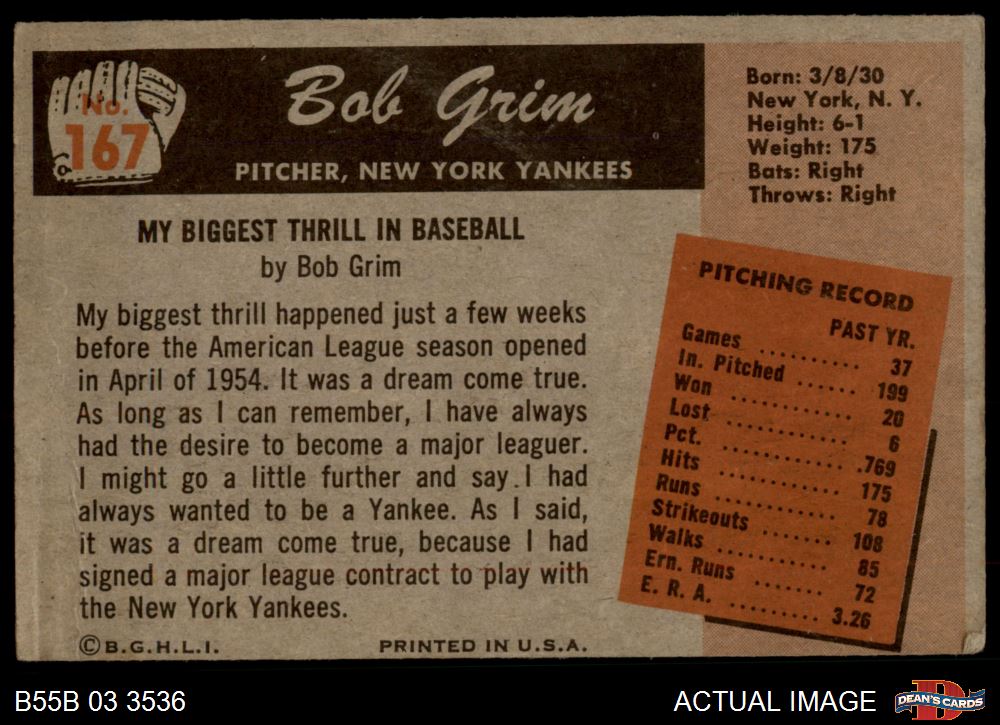 No.
167
Bob Grim
PITCHER, NEW YORK YANKEES
Born: 3/8/30
New York, N. Y.
Height: 6-1
Weight: 175
Bats: Right
Throws: Right
MY BIGGEST THRILL IN BASEBALL
by Bob Grim
My biggest thrill happened just a few weeks
before the American League season opened
in April of 1954. It was a dream come true.
As long as I can remember, I have always
had the desire to become a major leaguer.
I might go a little further and say I had
always wanted to be a Yankee. As I said,
it was a dream come true, because I had
signed a major league contract to play with
the New York Yankees.
PITCHING RECORD
PAST YR.
Games .......... 37
In. Pitched ...... 199
Won ............ 20
Lost ............ 6
Pct. ............ .769
Hits ............ 175
Runs ........... 78
Strikeouts ....... 108
Walks .......... 85
Ern. Runs ...... 72
E. R. A. ......... 3.26
© B.G.H.L.I.
PRINTED IN U.S.A.
B55B 03 3536
ACTUAL IMAGE
D
DEAN'S CARDS